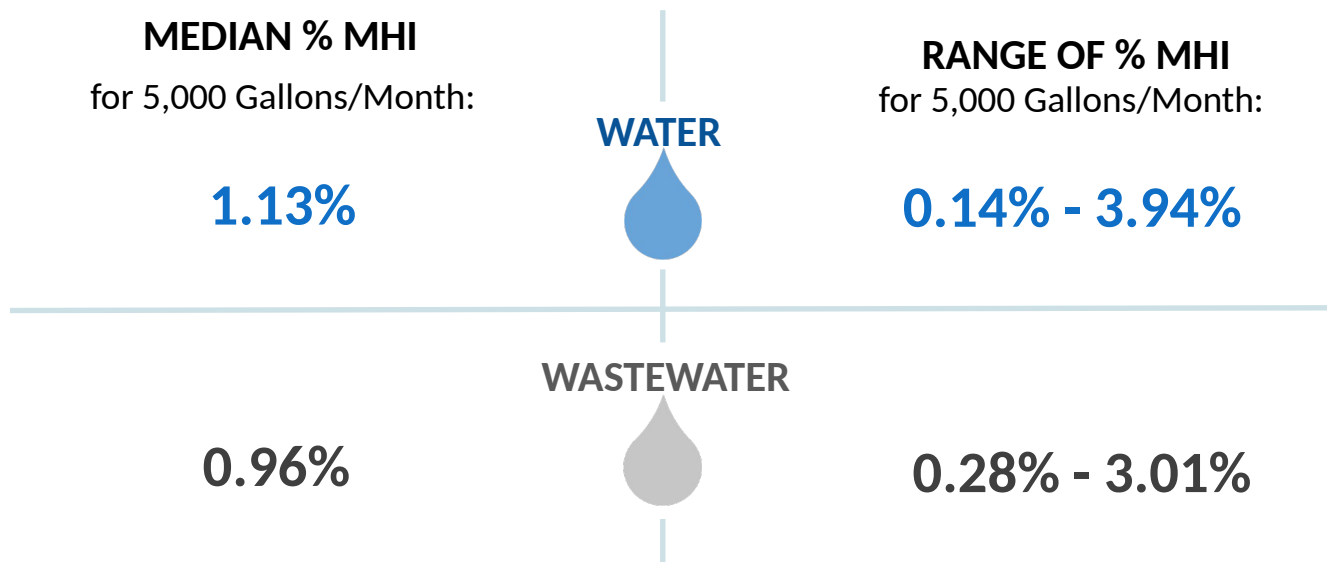 MEDIAN % MHI
for 5,000 Gallons/Month:
RANGE OF % MHI
for 5,000 Gallons/Month:
WATER
1.13%
0.14% - 3.94%
WASTEWATER
0.96%
0.28% - 3.01%